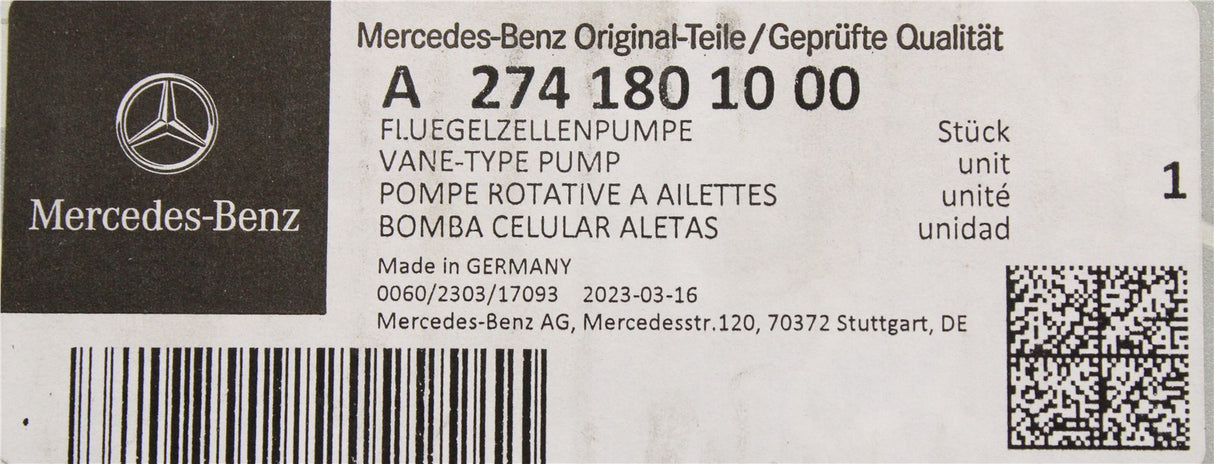 Mercedes-Benz
Mercedes-Benz Original-Teile/Geprüfte Qualität
A 274 180 10 00
FLUEGELZELLENPUMPE Stück
VANE-TYPE PUMP unit
POMPE ROTATIVE A AILETTES unité
BOMBA CELULAR ALETAS unidad
1
Made in GERMANY
0060/2303/17093 2023-03-16
Mercedes-Benz AG, Mercedesstr.120, 70372 Stuttgart, DE